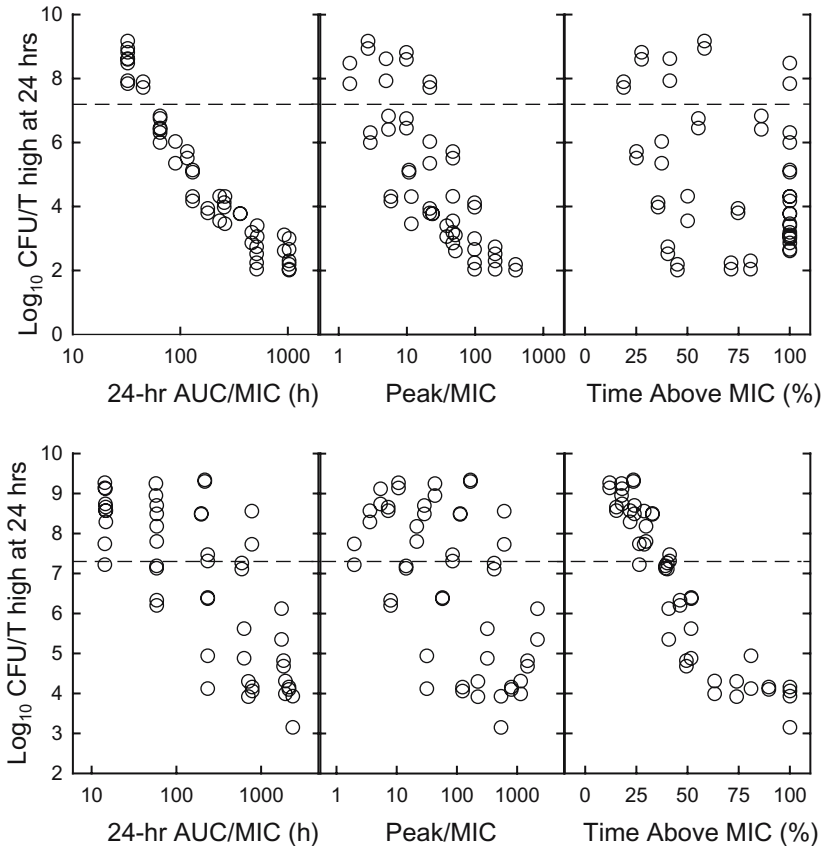 Log10 CFU/T high at 24 hrs
10
8
6
4
2
0
10 100 1000
1 10 100 1000
0 25 50 75 100
24-hr AUC/MIC (h)
Peak/MIC
Time Above MIC (%)
Log10 CFU/T high at 24 hrs
10
9
8
7
6
5
4
3
2
10 100 1000
1 10 100 1000
0 25 50 75 100
24-hr AUC/MIC (h)
Peak/MIC
Time Above MIC (%)